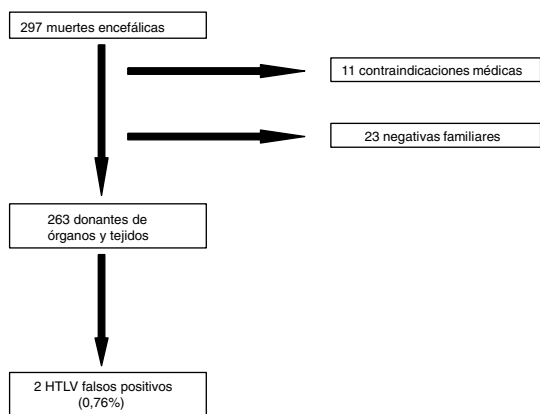 297 muertes encefálicas
11 contraindicaciones médicas
23 negativas familiares
263 donantes de
órganos y tejidos
2 HTLV falsos positivos
(0,76%)